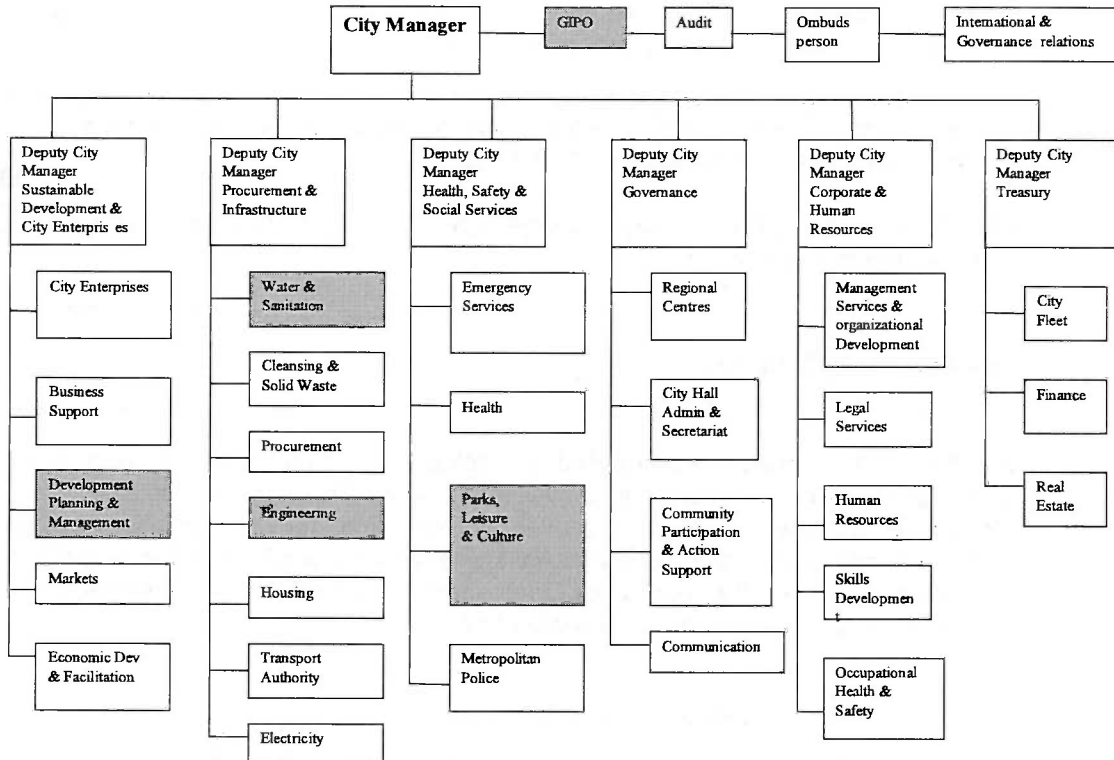 City Manager
GIPO
Audit
Ombuds
person
International &
Governance relations
Deputy City
Manager
Sustainable
Development &
City Enterpris es
Deputy City
Manager
Procurement &
Infrastructure
Deputy City
Manager
Health, Safety &
Social Services
Deputy City
Manager
Governance
Deputy City
Manager
Corporate &
Human
Resources
Deputy City
Manager
Treasury
City Enterprises
Business
Support
Development
Planning &
Management
Markets
Economic Dev
& Facilitation
Water &
Sanitation
Cleansing &
Solid Waste
Procurement
Engineering
Housing
Transport
Authority
Electricity
Emergency
Services
Health
Parks,
Leisure
& Culture
Metropolitan
Police
Regional
Centres
City Hall
Admin &
Secretariat
Community
Participation
& Action
Support
Communication
Management
Services &
organizational
Development
Legal
Services
Human
Resources
Skills
Developmen
t
Occupational
Health &
Safety
City
Fleet
Finance
Real
Estate